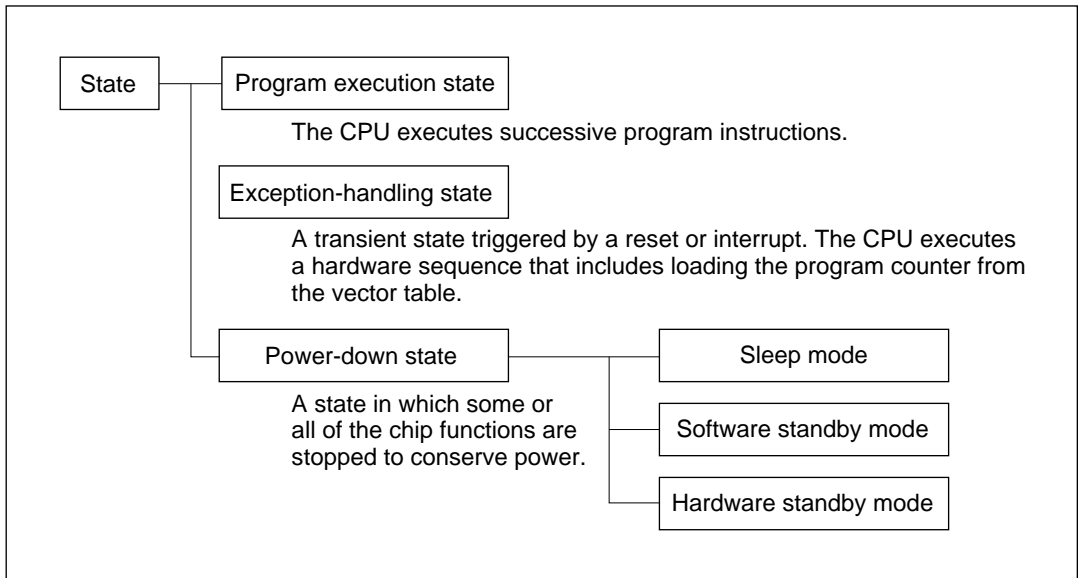 State
Program execution state
The CPU executes successive program instructions.
Exception-handling state
A transient state triggered by a reset or interrupt. The CPU executes
a hardware sequence that includes loading the program counter from
the vector table.
Power-down state
A state in which some or
all of the chip functions are
stopped to conserve power.
Sleep mode
Software standby mode
Hardware standby mode